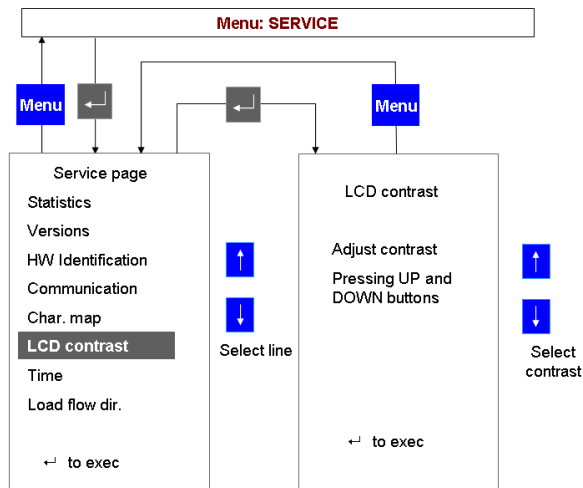 Menu: SERVICE
Menu
Menu
Service page
Statistics
Versions
HW Identification
Communication
Char. map
LCD contrast
Time
Load flow dir.
↵ to exec
Select line
LCD contrast
Adjust contrast
Pressing UP and
DOWN buttons
↵ to exec
Select
contrast